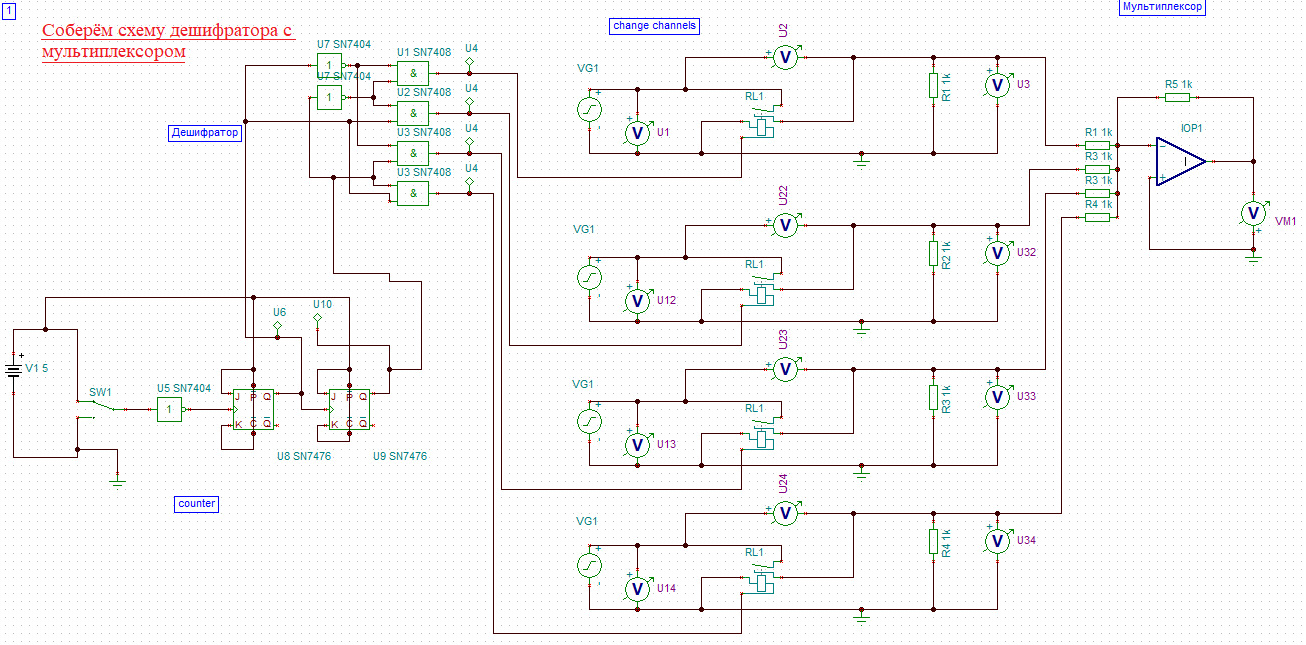 1
Соберём схему дешифратора с
мультиплексором
change channels
Мультиплексор
Дешифратор
counter
U7 SN7404
1
U7 SN7404
1
U1 SN7408
&
U4
U2 SN7408
&
U4
U3 SN7408
&
U4
U3 SN7408
&
U4
VG1
+
V
U1
+
V
U2
RL1
R1 1k
+
V
U3
VG1
+
V
U12
+
V
U22
RL1
R2 1k
+
V
U32
VG1
+
V
U13
+
V
U23
RL1
R3 1k
+
V
U33
VG1
+
V
U14
+
V
U24
RL1
R4 1k
+
V
U34
R5 1k
R1 1k
R3 1k
R3 1k
R4 1k
IOP1
-
+
I
V
+
VM1
U6
U10
+
V1 5
SW1
U5 SN7404
1
J P Q
K C Q
U8 SN7476
J P Q
K C Q
U9 SN7476